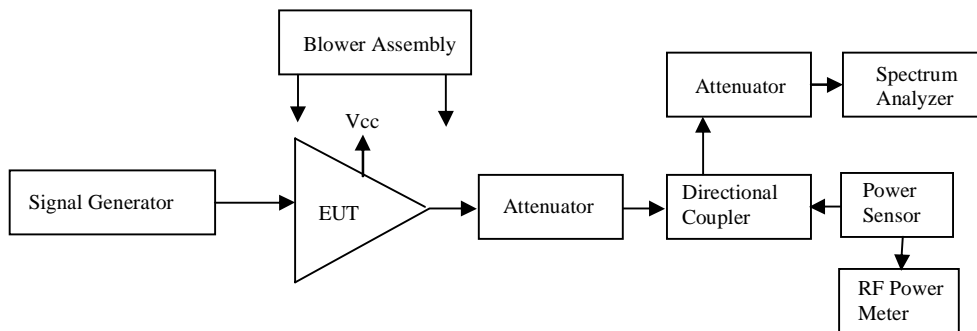 Blower Assembly
Attenuator
Spectrum
Analyzer
Vcc
Signal Generator
EUT
Attenuator
Directional
Coupler
Power
Sensor
RF Power
Meter